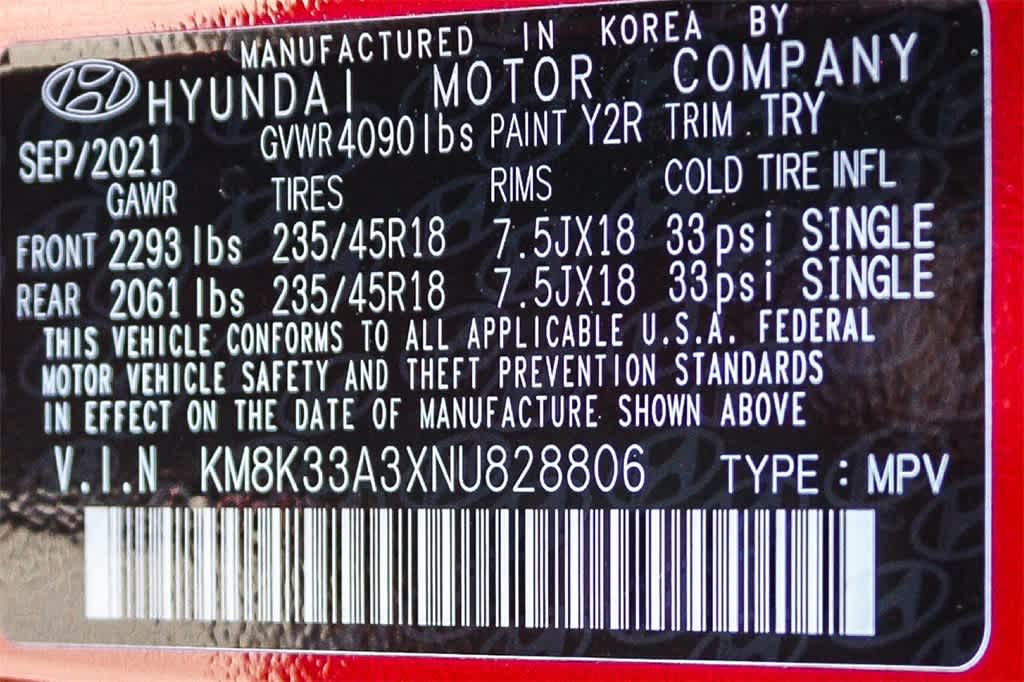 MANUFACTURED IN KOREA BY
HYUNDAI MOTOR COMPANY
SEP/2021 GVWR 4090 lbs PAINT Y2R TRIM TRY
GAWR TIRES RIMS COLD TIRE INFL
FRONT 2293 lbs 235/45R18 7.5JX18 33psi SINGLE
REAR 2061 lbs 235/45R18 7.5JX18 33psi SINGLE
THIS VEHICLE CONFORMS TO ALL APPLICABLE U.S.A. FEDERAL
MOTOR VEHICLE SAFETY AND THEFT PREVENTION STANDARDS
IN EFFECT ON THE DATE OF MANUFACTURE SHOWN ABOVE
V.I.N KM8K33A3XNU828806 TYPE : MPV